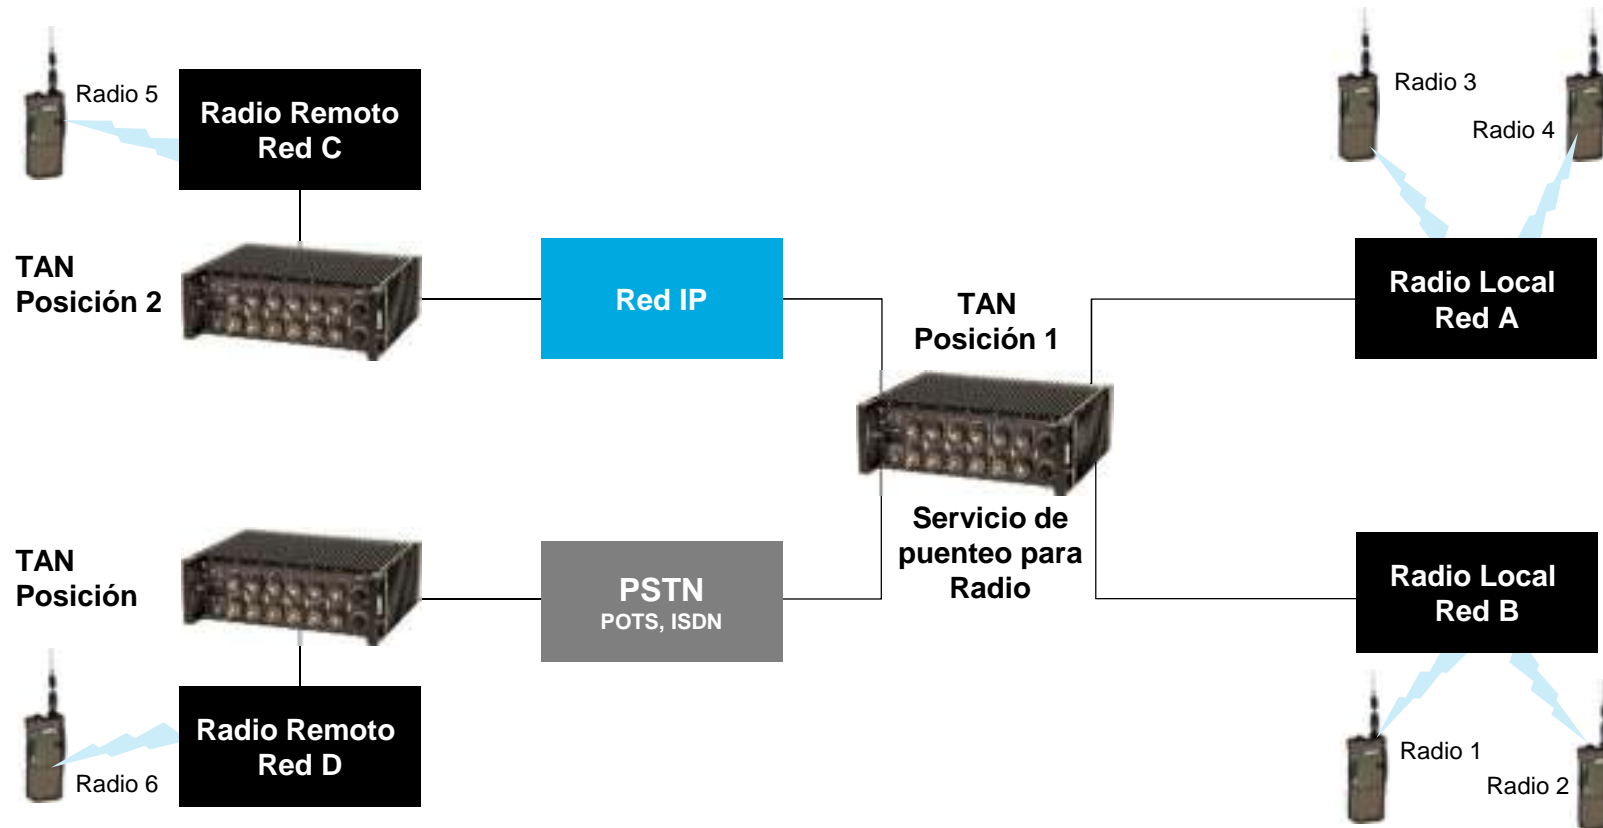 Radio 5
Radio Remoto
Red C
Radio 3
Radio 4
TAN
Posición 2
Red IP
TAN
Posición 1
Radio Local
Red A
Servicio de
puenteo para
Radio
TAN
Posición
PSTN
POTS, ISDN
Radio Local
Red B
Radio 6
Radio Remoto
Red D
Radio 1
Radio 2